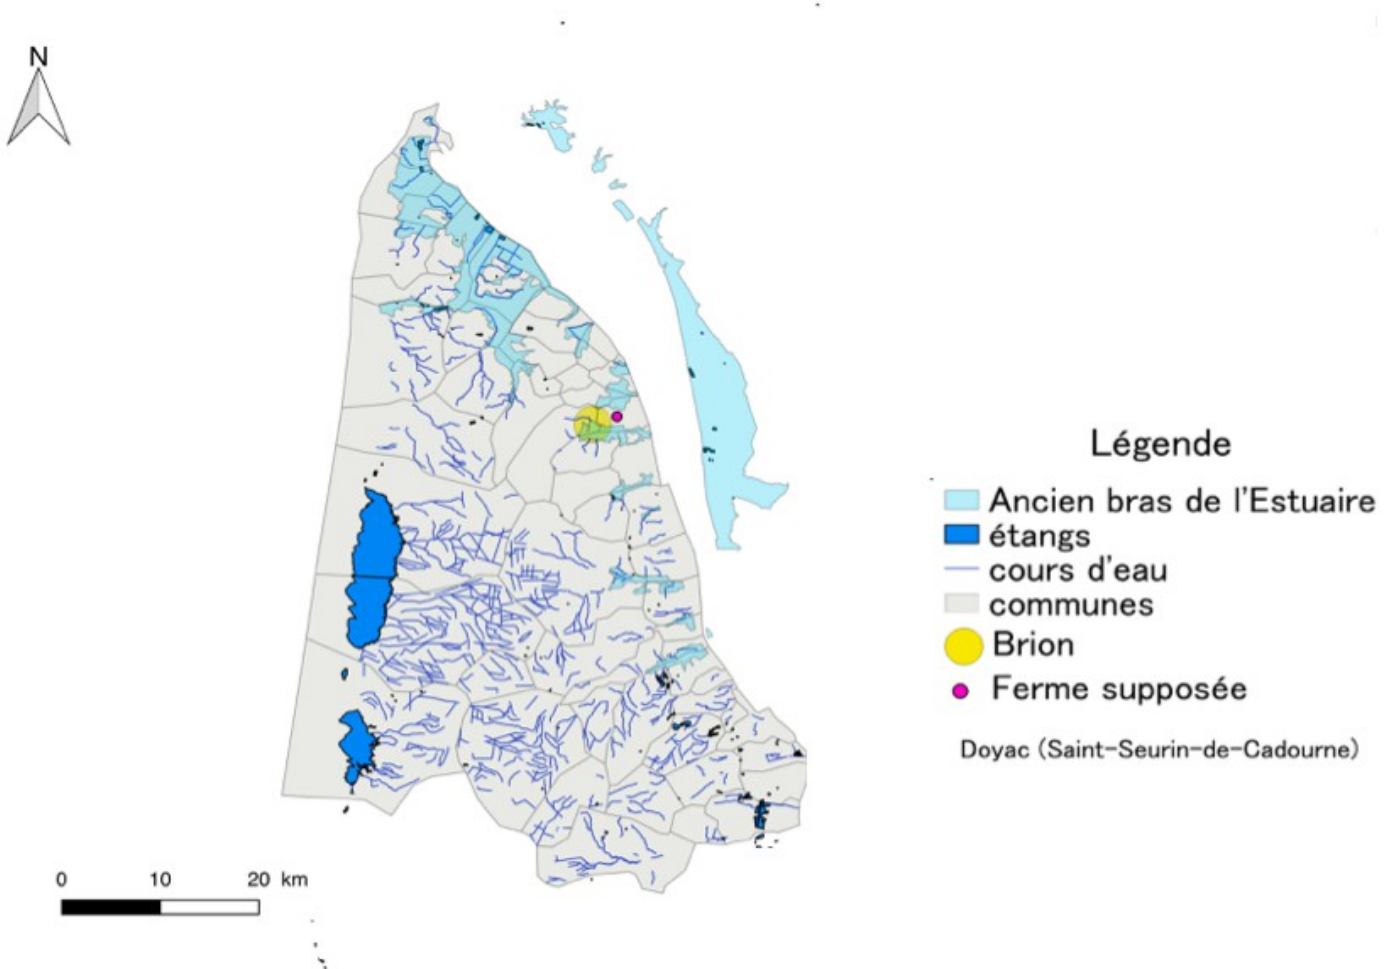 N
Légende
Ancien bras de l'Estuaire
étangs
cours d'eau
communes
Brion
Ferme supposée
Doyac (Saint-Seurin-de-Cadourne)
0 10 20 km